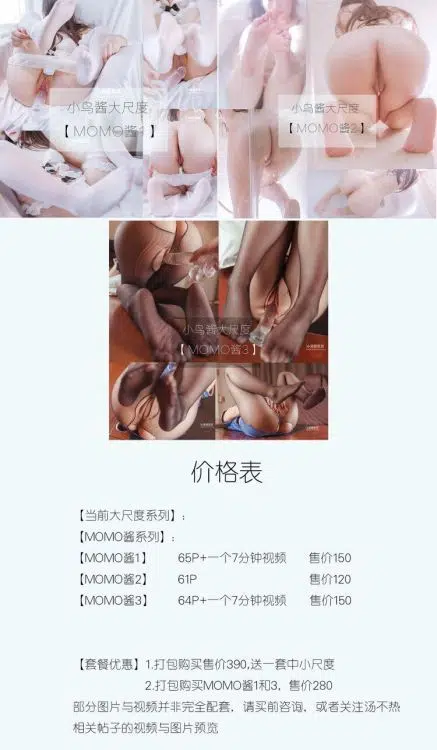 小鸟酱大尺度
【MOMO酱1】
小鸟酱大尺度
【MOMO酱2】
小鸟酱大尺度
【MOMO酱3】
价格表
【当前大尺度系列】：
【MOMO酱系列】：
【MOMO酱1】 65P+一个7分钟视频 售价150
【MOMO酱2】 61P 售价120
【MOMO酱3】 64P+一个7分钟视频 售价150
【套餐优惠】1.打包购买售价390,送一套中小尺度
2.打包购买MOMO酱1和3，售价280
部分图片与视频并非完全配套，请买前咨询，或者关注汤不热
相关帖子的视频与图片预览